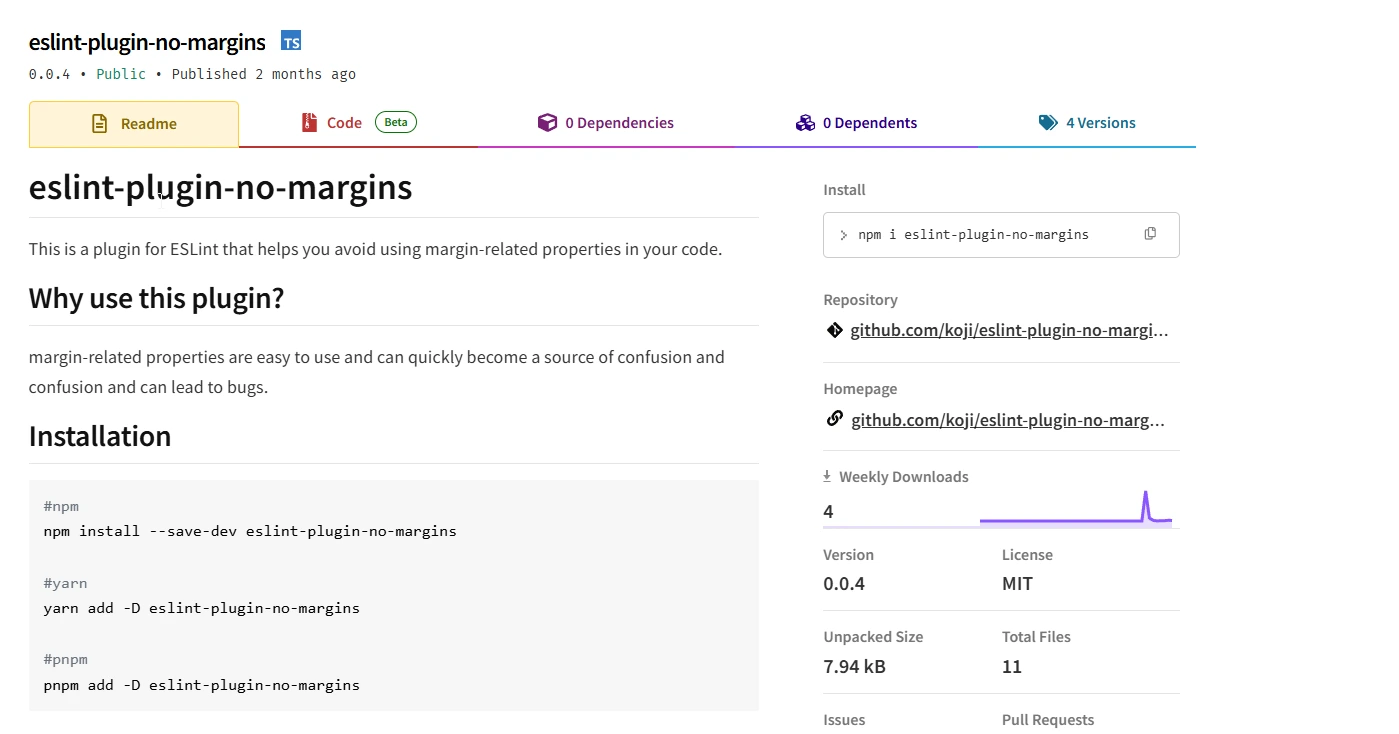 eslint-plugin-no-margins TS
0.0.4 • Public • Published 2 months ago
Readme
Code Beta
0 Dependencies
0 Dependents
4 Versions
eslint-plugin-no-margins
This is a plugin for ESLint that helps you avoid using margin-related properties in your code.
Why use this plugin?
margin-related properties are easy to use and can quickly become a source of confusion and
confusion and can lead to bugs.
Installation
#npm
npm install --save-dev eslint-plugin-no-margins
#yarn
yarn add -D eslint-plugin-no-margins
#pnpm
pnpm add -D eslint-plugin-no-margins
Install
> npm i eslint-plugin-no-margins
Repository
github.com/koji/eslint-plugin-no-margi...
Homepage
github.com/koji/eslint-plugin-no-marg...
Weekly Downloads
4
Version
0.0.4
License
MIT
Unpacked Size
7.94 kB
Total Files
11
Issues
Pull Requests